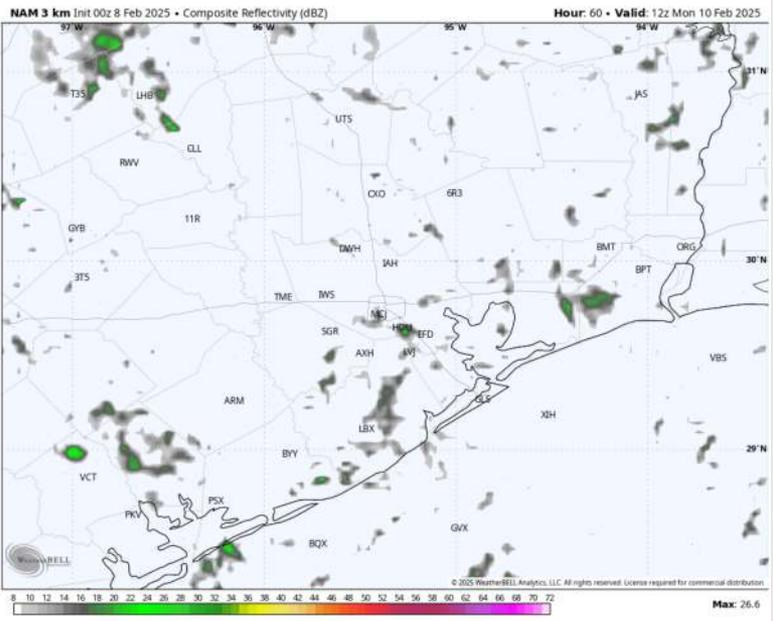 NAM 3 km Init 00z 8 Feb 2025 • Composite Reflectivity (dBZ) Hour: 60 • Valid: 12z Mon 10 Feb 2025
97°W 96°W 95°W 94°W
31°N
T35 LHB JAS
UTS
CLL
RWV
CXO 6R3
11R
GYB
DWH BMT ORG
30°N
IAH BPT
3T5
TME IWS
MCJ
SGR HOU EFD
AXH LVJ VBS
ARM GLS
XIH
LBX
29°N
BYY
VCT
PSX
PKV
GVX
BQX
WeatherBELL
© 2025 WeatherBELL Analytics, LLC. All rights reserved. License required for commercial distribution
8 10 12 14 16 18 20 22 24 26 28 30 32 34 36 38 40 42 44 46 48 50 52 54 56 58 60 62 64 66 68 70 72 Max: 26.6